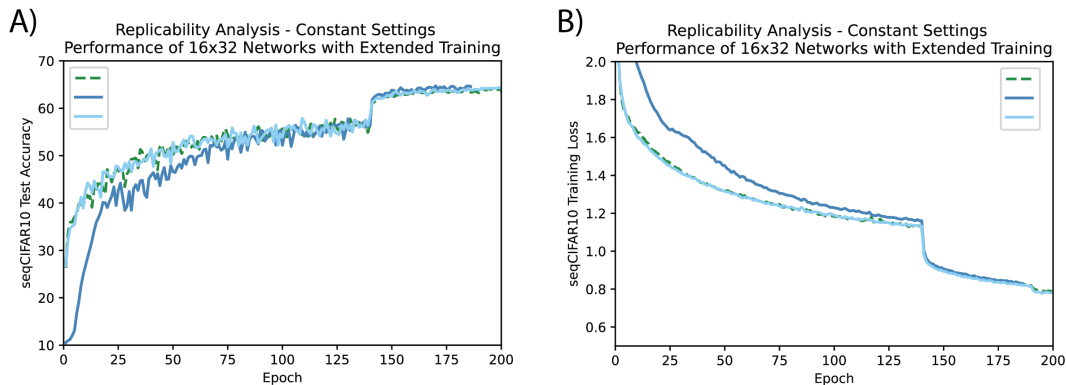 A)
Replicability Analysis - Constant Settings
Performance of 16x32 Networks with Extended Training
70
60
50
40
30
20
10
seqCIFAR10 Test Accuracy
0 25 50 75 100 125 150 175 200
Epoch
B)
Replicability Analysis - Constant Settings
Performance of 16x32 Networks with Extended Training
2.0
1.8
1.6
1.4
1.2
1.0
0.8
0.6
seqCIFAR10 Training Loss
0 25 50 75 100 125 150 175 200
Epoch